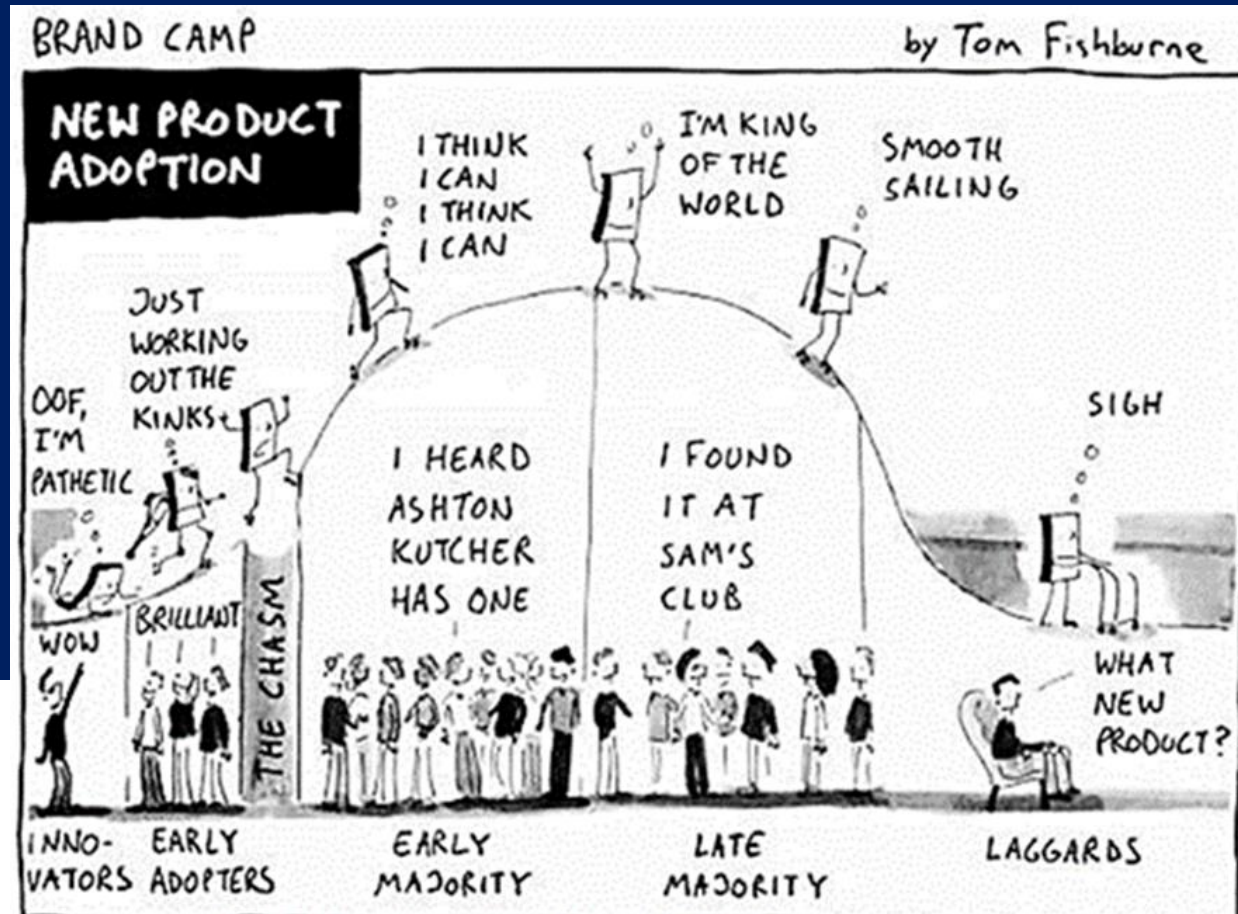 BRAND CAMP
by Tom Fishburne
NEW PRODUCT
ADOPTION
OOF,
I'M
PATHETIC
JUST
WORKING
OUT THE
KINKS
I THINK
I CAN
I THINK
I CAN
I'M KING
OF THE
WORLD
SMOOTH
SAILING
SIGH
WOW
BRILLIANT
THE CHASM
I HEARD
ASHTON
KUTCHER
HAS ONE
I FOUND
IT AT
SAM'S
CLUB
WHAT
NEW
PRODUCT?
INNO-
VATORS
EARLY
ADOPTERS
EARLY
MAJORITY
LATE
MAJORITY
LAGGARDS